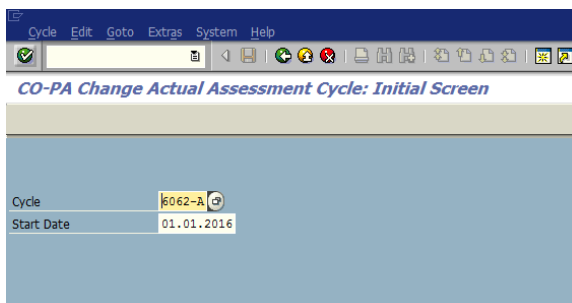 Cycle Edit Goto Extras System Help
CO-PA Change Actual Assessment Cycle: Initial Screen
Cycle 6062-A
Start Date 01.01.2016